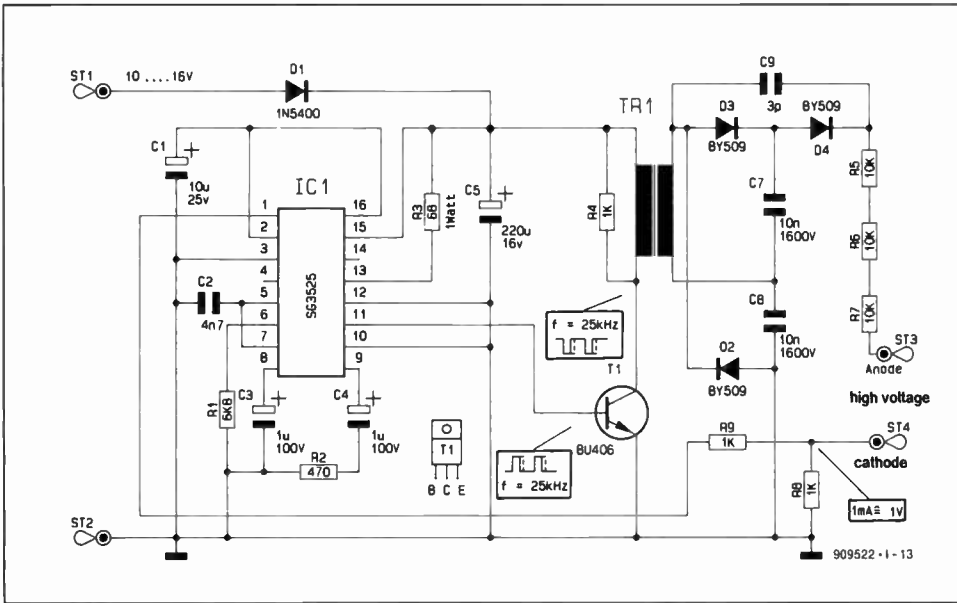 ST1
10 ....16V
D1
1N5400
C1
+
10u
25v
IC1
SG3525
1
2
3
4
5
6
7
8
16
15
14
13
12
11
10
9
R3
68
1Watt
C5
+
220u
16v
R4
1K
TR1
C9
3p
D3
BY509
BY509
D4
C7
10n
1600V
C8
10n
1600V
D2
BY509
R5
10K
R6
10K
R7
10K
ST3
Anode
high voltage
C2
4n7
R1
6K8
C3
+
1u
100V
C4
+
1u
100V
R2
470
T1
B C E
f = 25kHz
f = 25kHz
T1
BU406
R9
1K
ST4
cathode
R8
1K
1mA≙ 1V
ST2
909522-I-13